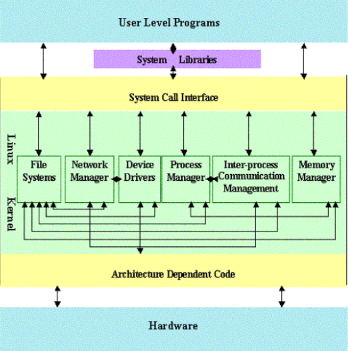 User Level Programs
System Libraries
System Call Interface
Linux Kernel
File
Systems
Network
Manager
Device
Drivers
Process
Manager
Inter-process
Communication
Management
Memory
Manager
Architecture Dependent Code
Hardware